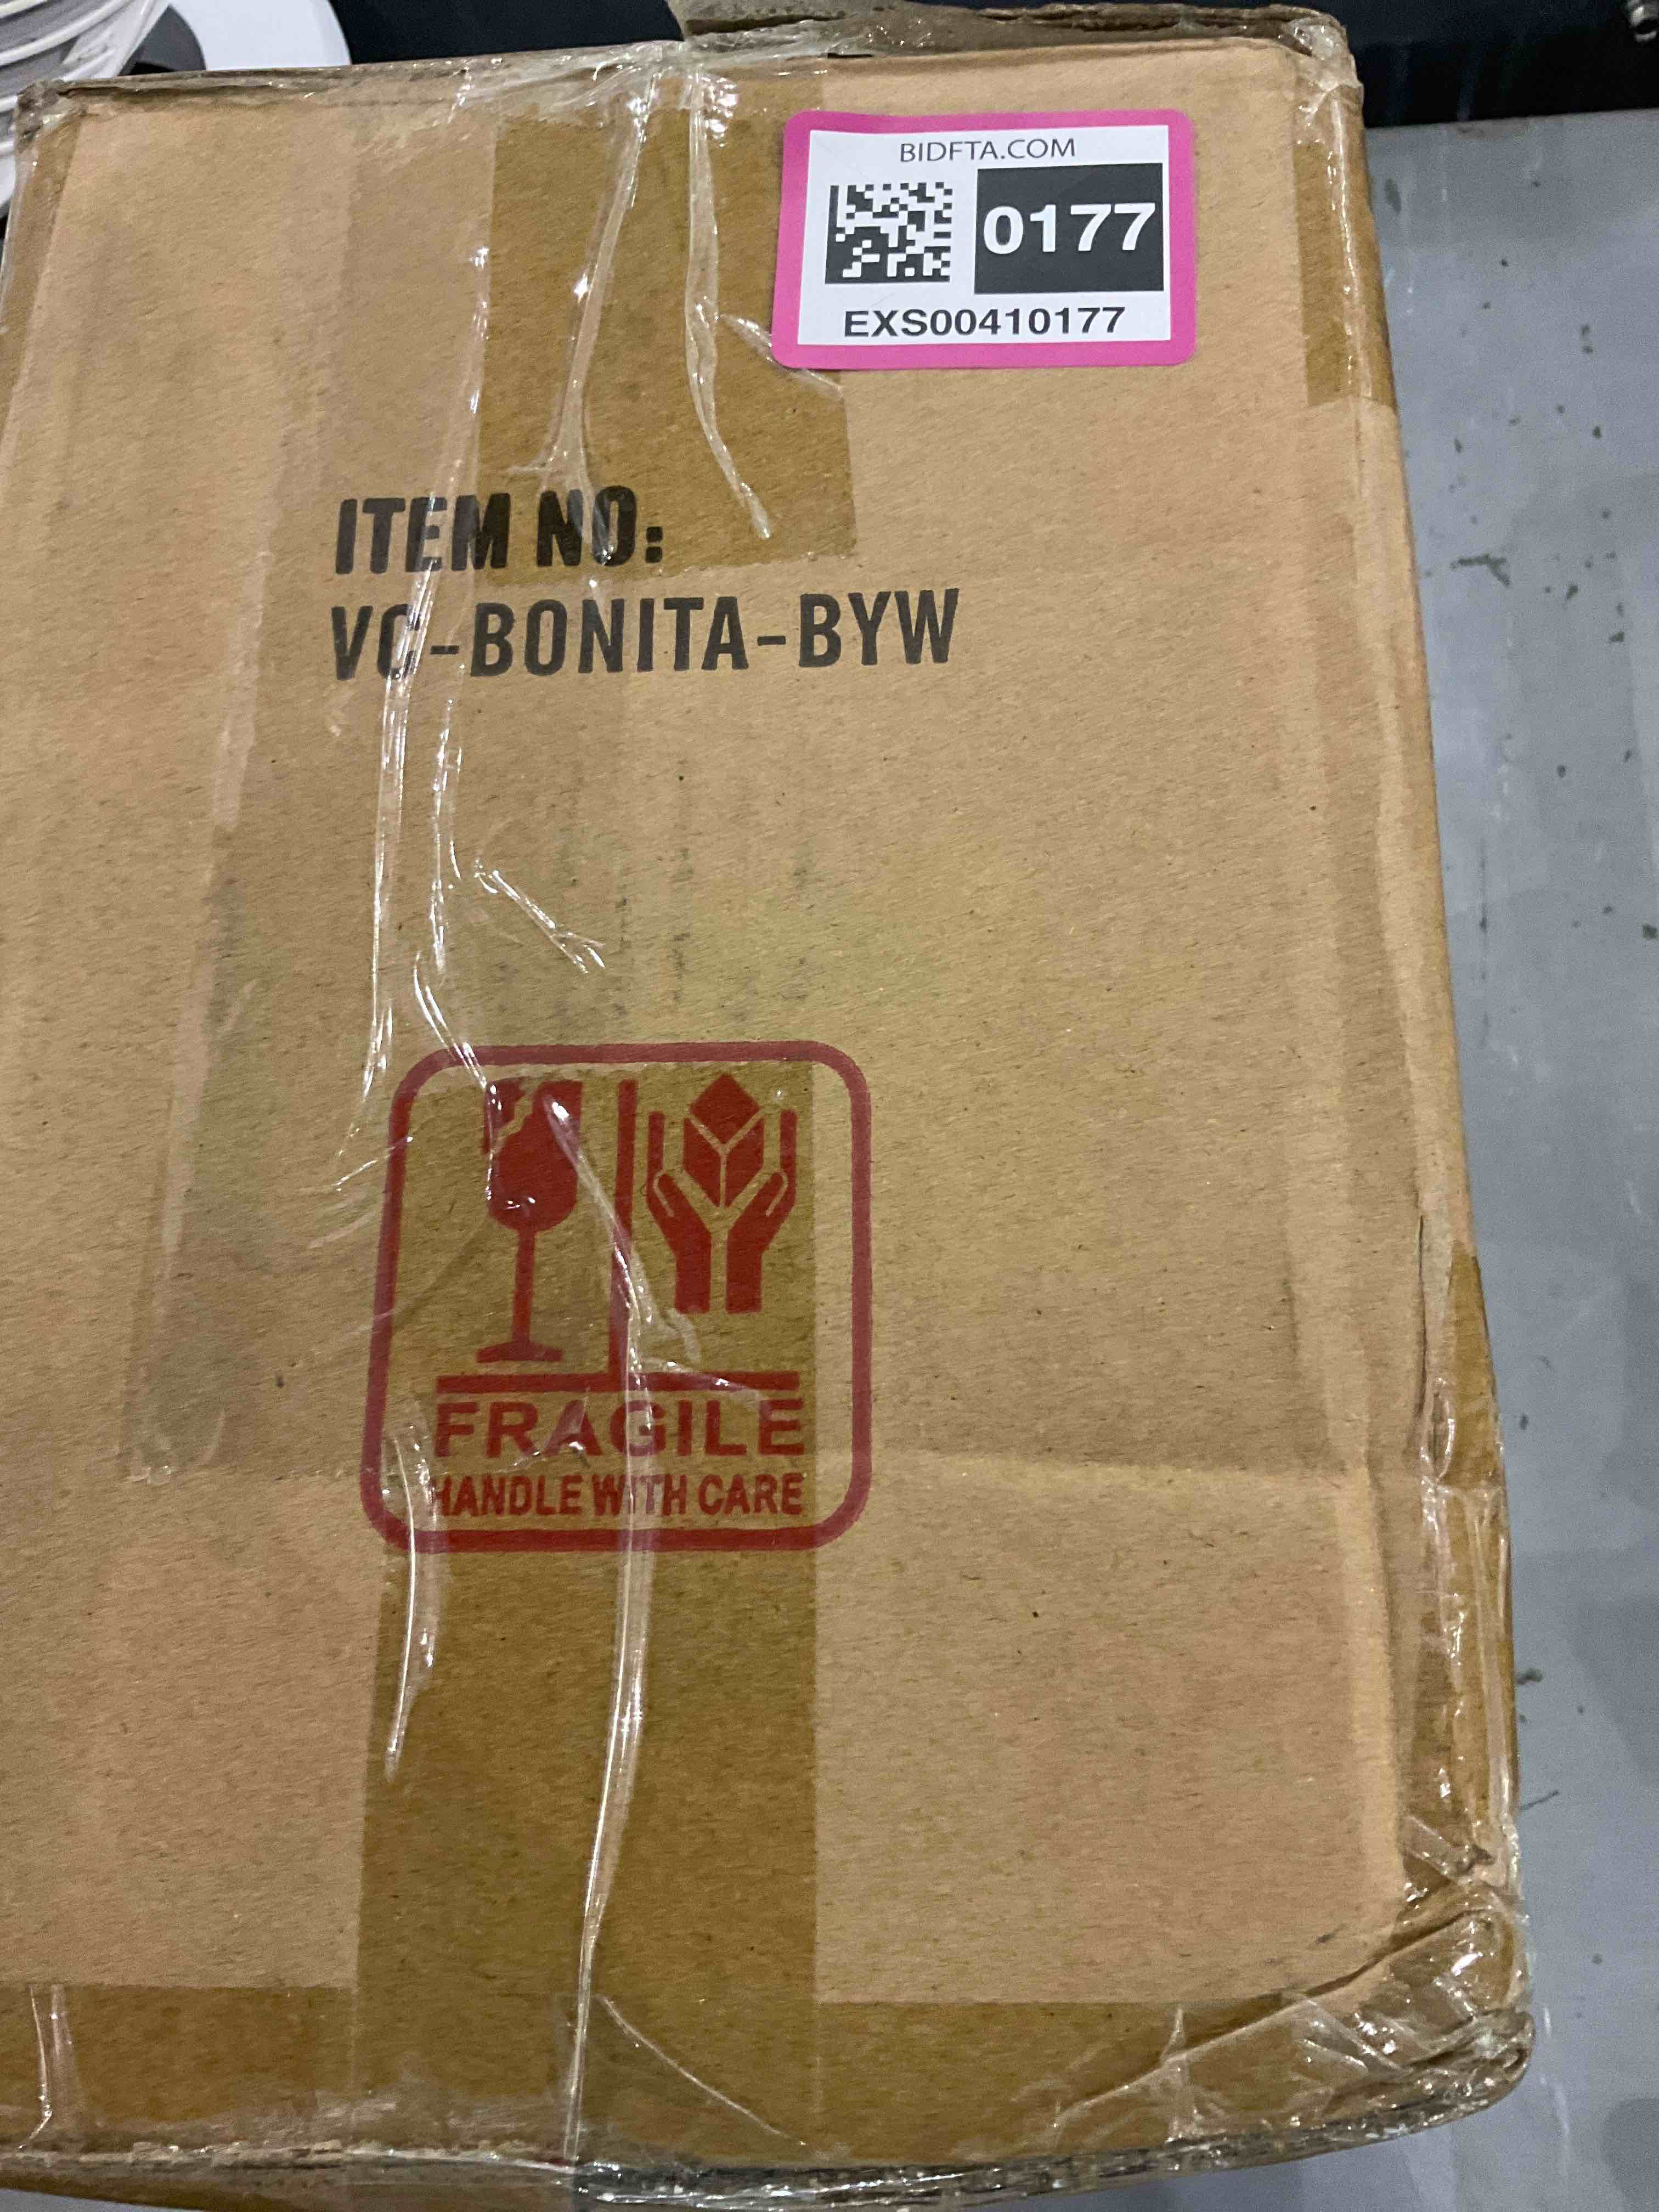 BIDFTA.COM
0177
EXS00410177
ITEM NO:
VC-BONITA-BYW
FRAGILE
HANDLE WITH CARE